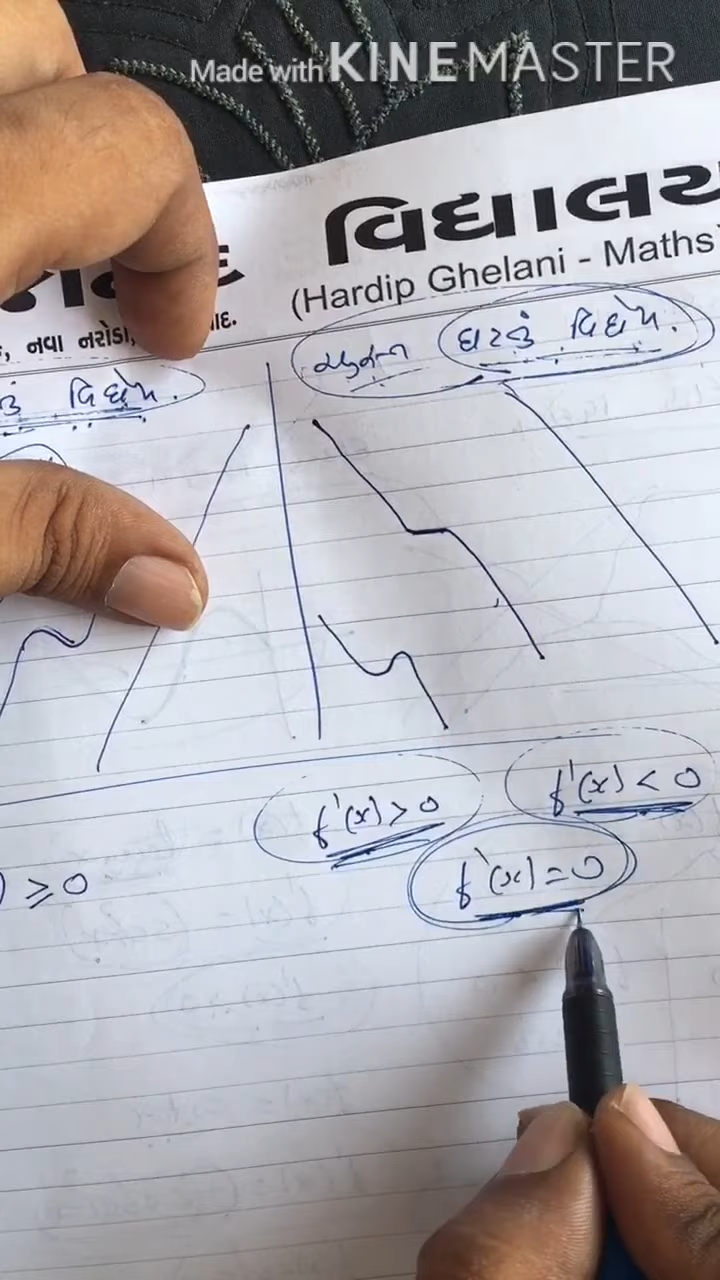 Made with KINEMASTER
વિદ્યાલય
(Hardip Ghelani - Maths)
, નવા નરોડા,
ઘટતું વિધેય.
વિધેય.
f'(x) > 0
f'(x) < 0
f'(x) = 0
) ≥ 0